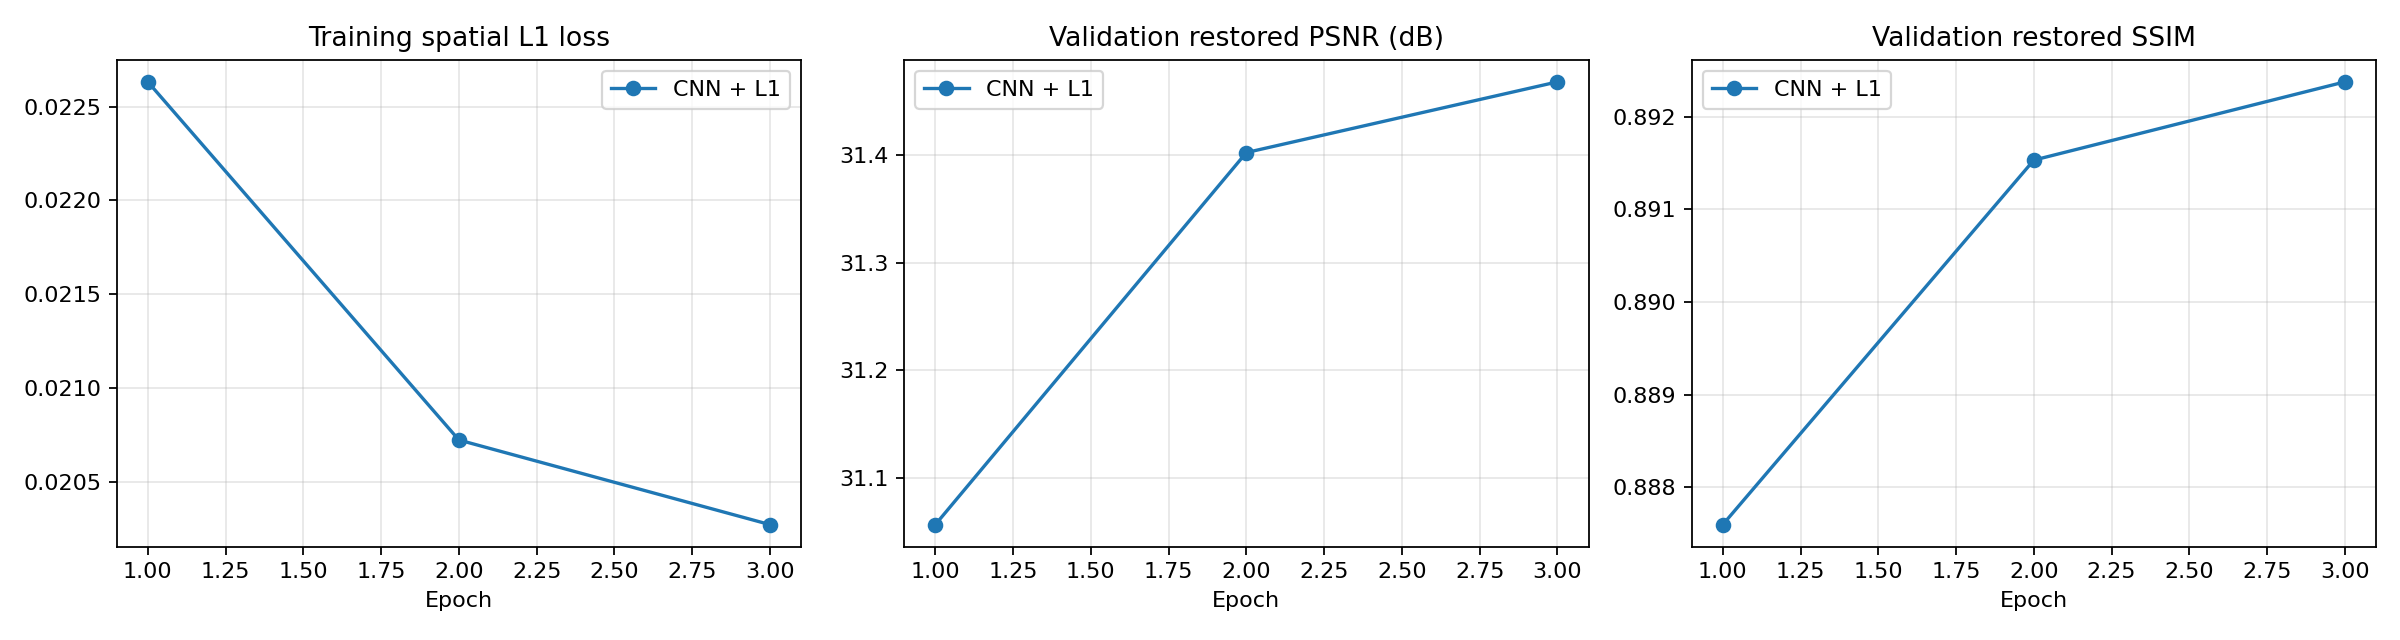 Training spatial L1 loss
CNN + L1
0.0225
0.0220
0.0215
0.0210
0.0205
1.00 1.25 1.50 1.75 2.00 2.25 2.50 2.75 3.00
Epoch
Validation restored PSNR (dB)
CNN + L1
31.4
31.3
31.2
31.1
1.00 1.25 1.50 1.75 2.00 2.25 2.50 2.75 3.00
Epoch
Validation restored SSIM
CNN + L1
0.892
0.891
0.890
0.889
0.888
1.00 1.25 1.50 1.75 2.00 2.25 2.50 2.75 3.00
Epoch